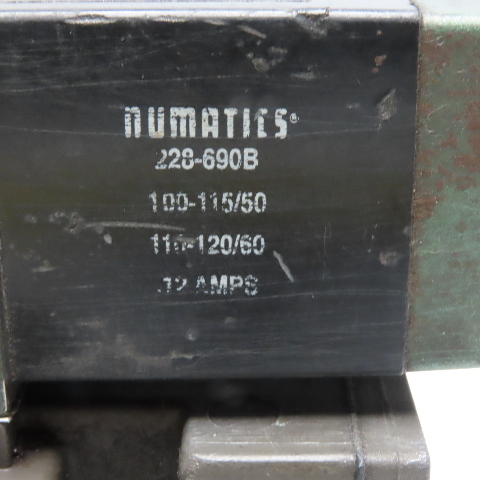 NUMATICS®
228-690B
100-115/50
110-120/60
.12 AMPS